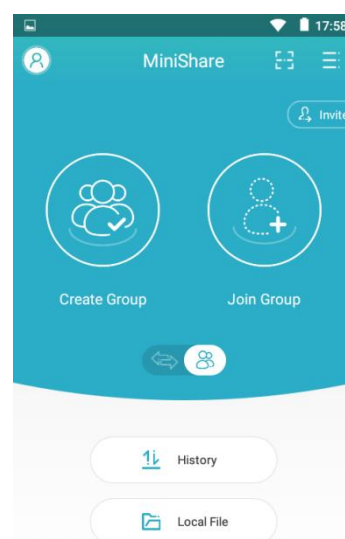 17:58
MiniShare
Invite
Create Group
Join Group
History
Local File